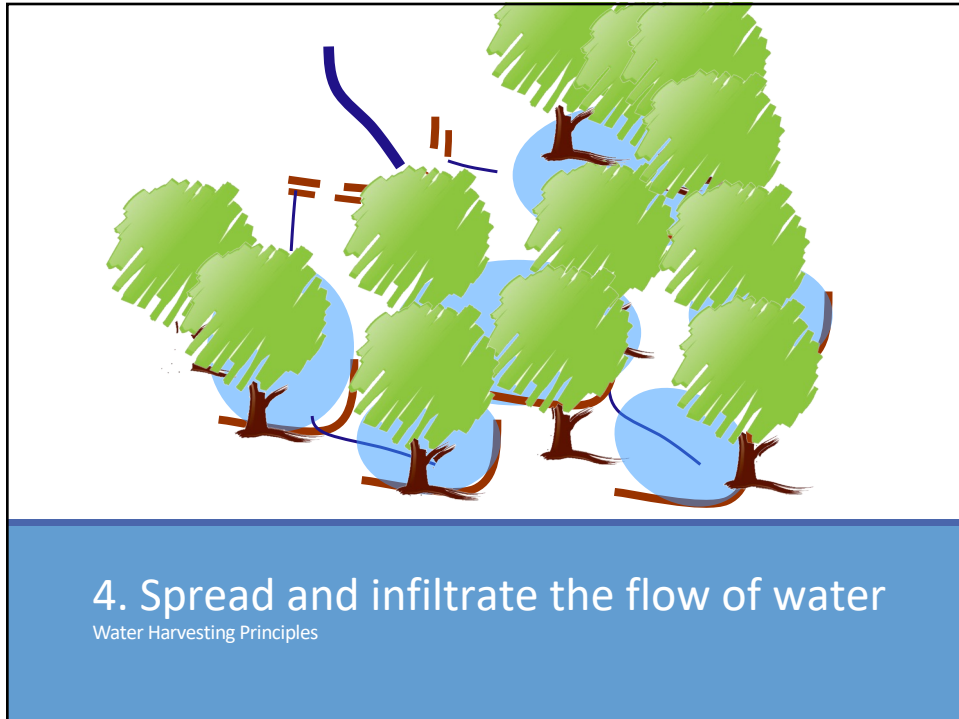 4. Spread and infiltrate the flow of water
Water Harvesting Principles